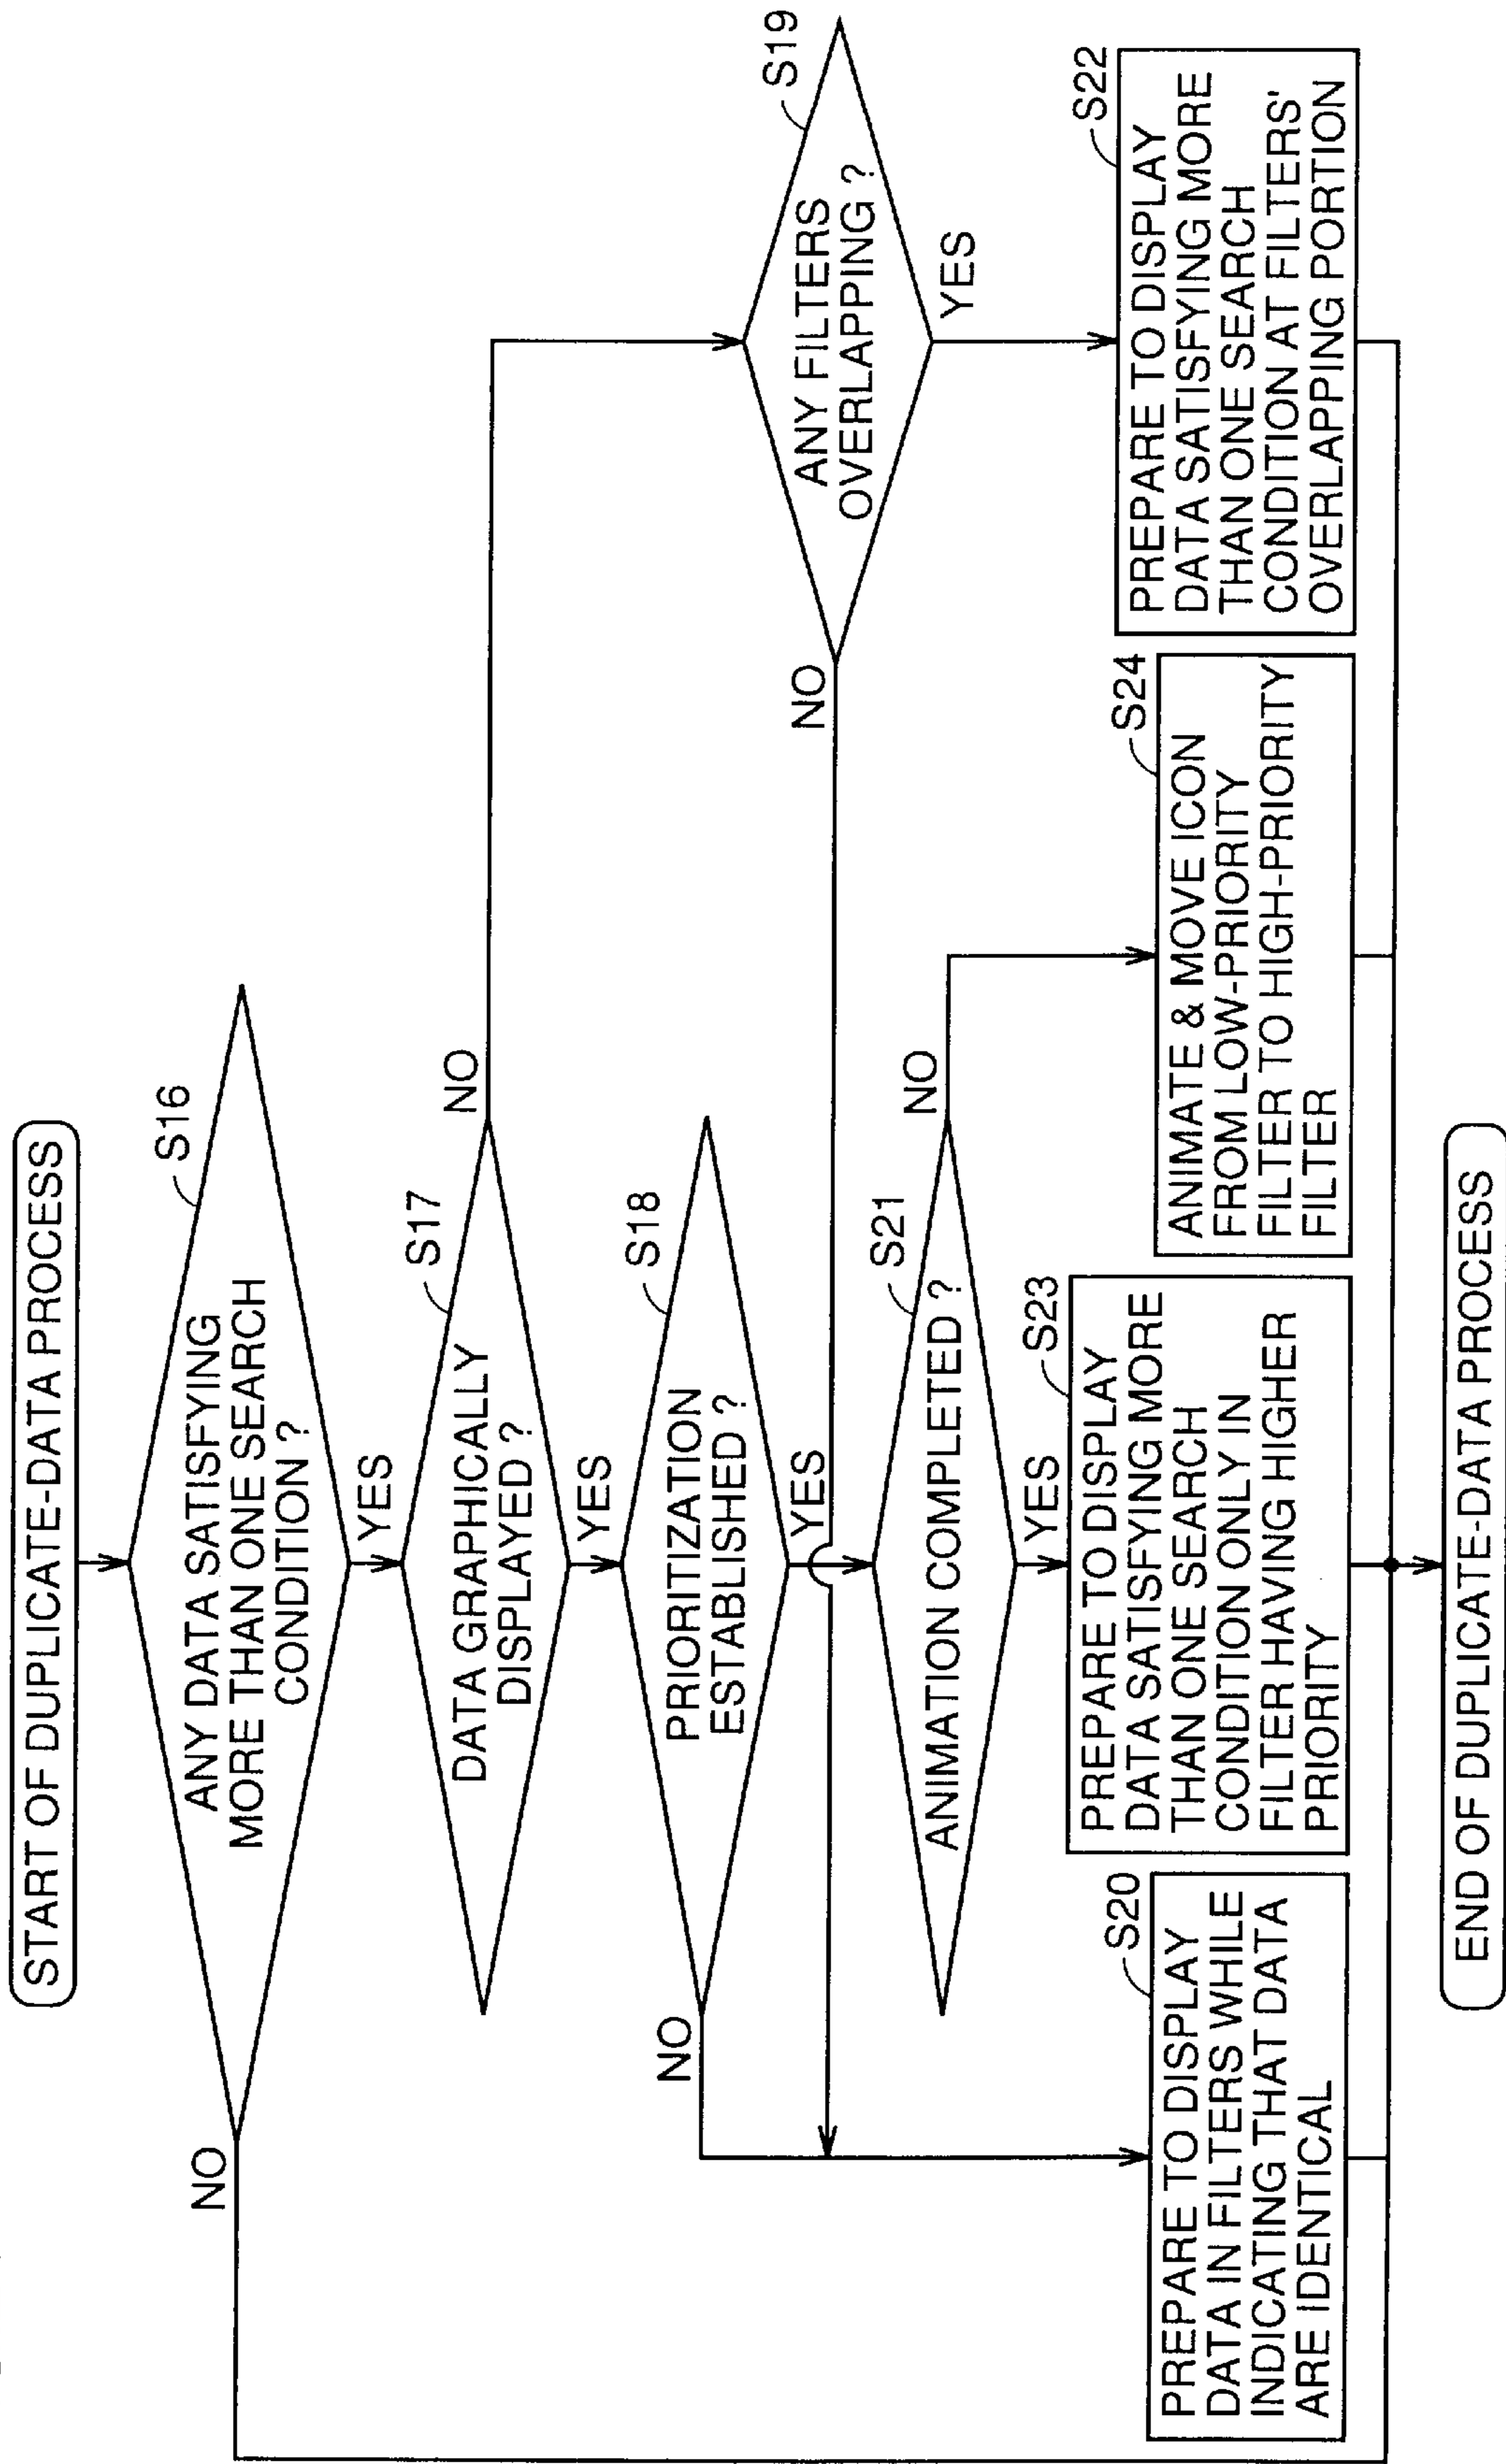 START OF DUPLICATE-DATA PROCESS
S16
ANY DATA SATISFYING
MORE THAN ONE SEARCH
CONDITION ?
NO
YES
S17
DATA GRAPHICALLY
DISPLAYED ?
NO
YES
S18
PRIORITIZATION
ESTABLISHED ?
NO
YES
S19
ANY FILTERS
OVERLAPPING ?
NO
YES
S21
ANIMATION COMPLETED ?
NO
YES
S20
PREPARE TO DISPLAY
DATA IN FILTERS WHILE
INDICATING THAT DATA
ARE IDENTICAL
S23
PREPARE TO DISPLAY
DATA SATISFYING MORE
THAN ONE SEARCH
CONDITION ONLY IN
FILTER HAVING HIGHER
PRIORITY
S24
ANIMATE & MOVE ICON
FROM LOW-PRIORITY
FILTER TO HIGH-PRIORITY
FILTER
S22
PREPARE TO DISPLAY
DATA SATISFYING MORE
THAN ONE SEARCH
CONDITION AT FILTERS'
OVERLAPPING PORTION
END OF DUPLICATE-DATA PROCESS